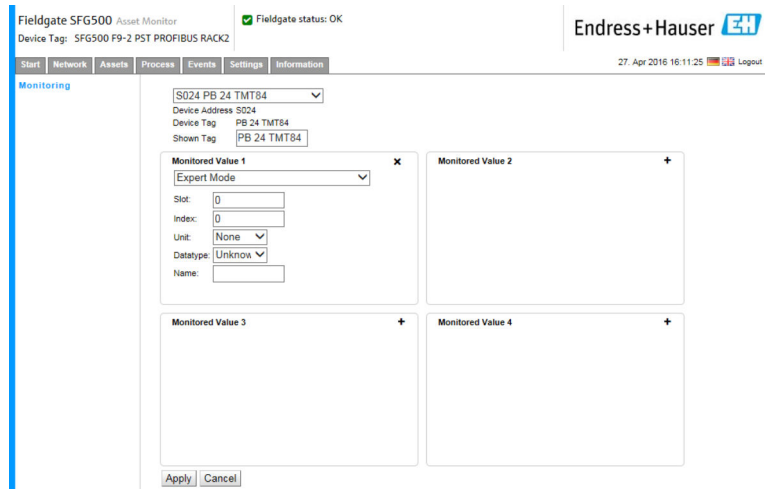 Fieldgate SFG500 Asset Monitor
Fieldgate status: OK
Device Tag: SFG500 F9-2 PST PROFIBUS RACK2
Endress+Hauser EH
Start Network Assets Process Events Settings Information
27. Apr 2016 16:11:25 Logout
Monitoring
S024 PB 24 TMT84
Device Address S024
Device Tag PB 24 TMT84
Shown Tag PB 24 TMT84
Monitored Value 1 x
Expert Mode
Slot: 0
Index: 0
Unit: None
Datatype: Unknow
Name:
Monitored Value 2 +
Monitored Value 3 +
Monitored Value 4 +
Apply Cancel